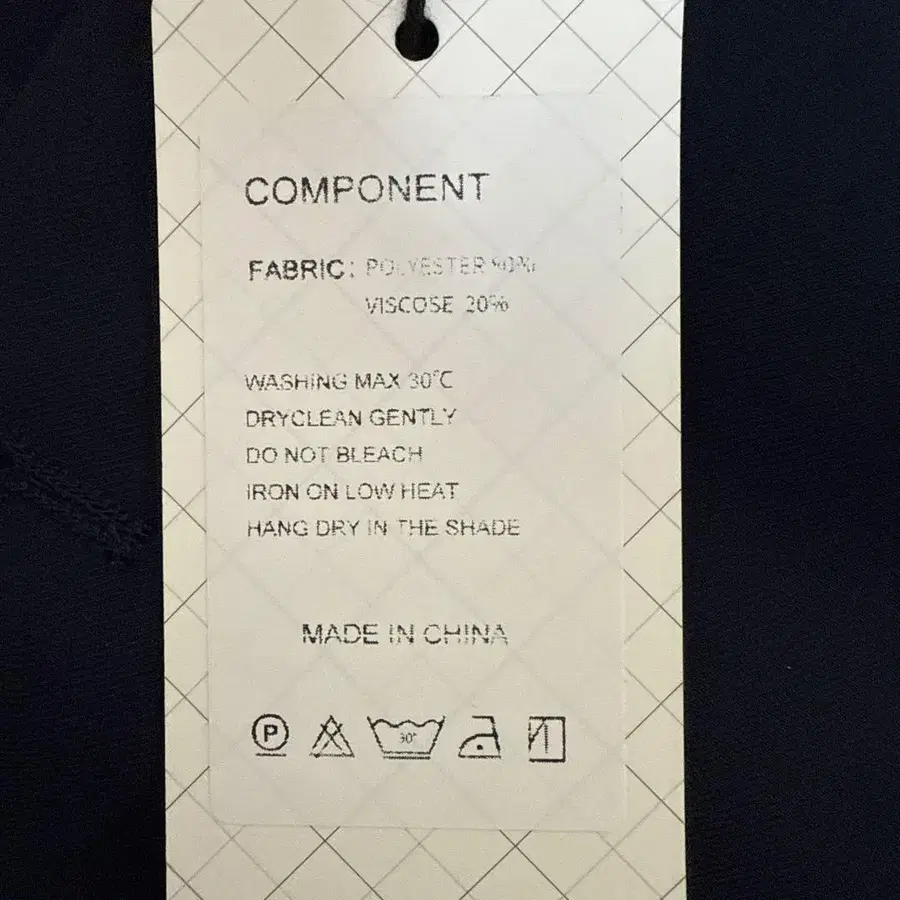 COMPONENT
FABRIC: POLYESTER
VISCOSE 20%
WASHING MAX 30°C
DRYCLEAN GENTLY
DO NOT BLEACH
IRON ON LOW HEAT
HANG DRY IN THE SHADE
MADE IN CHINA
P 30°